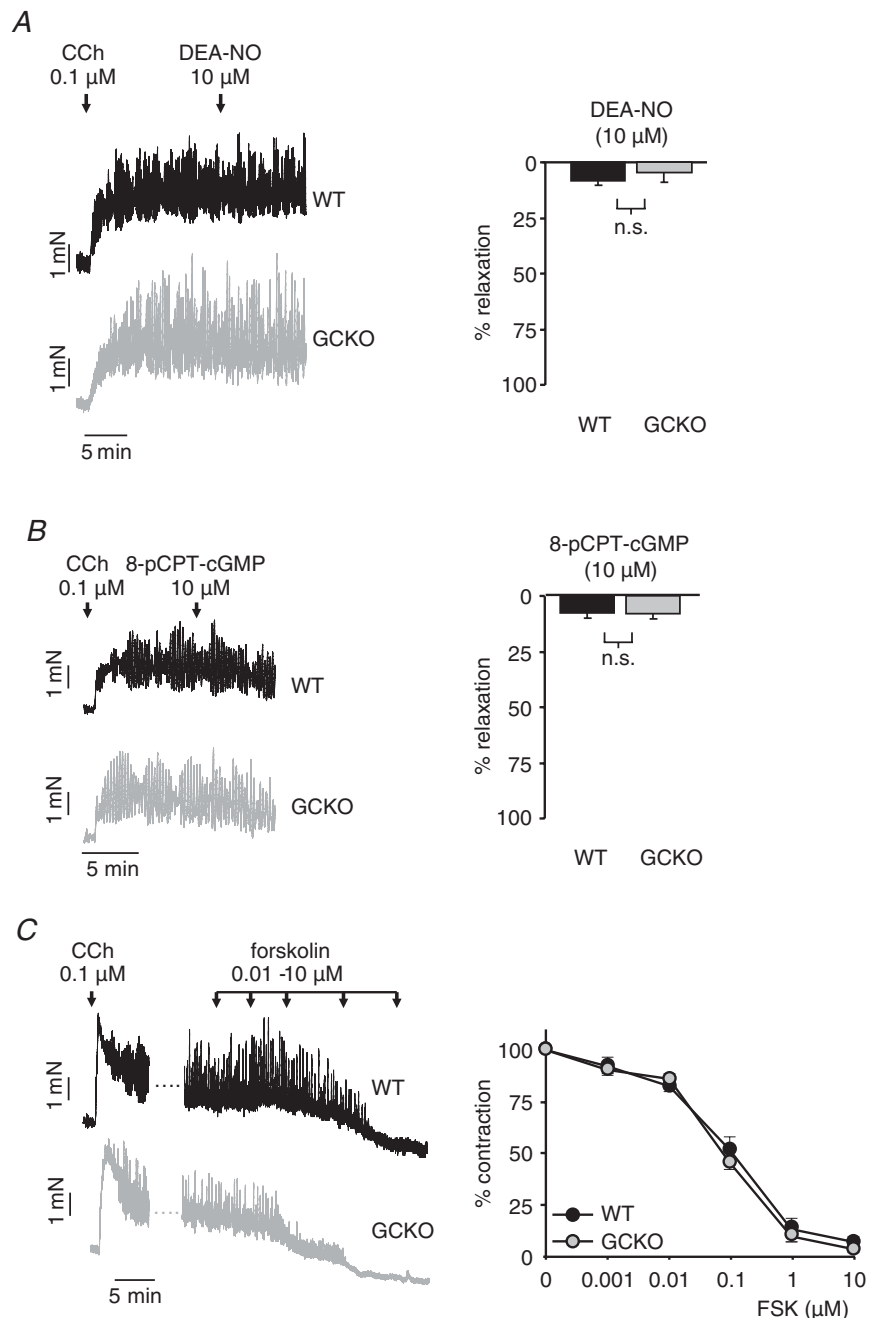 A
CCh
0.1 μM
DEA-NO
10 μM
WT
1 mN
GCKO
1 mN
5 min
DEA-NO
(10 μM)
0
25
50
75
100
% relaxation
n.s.
WT GCKO
B
CCh
0.1 μM
8-pCPT-cGMP
10 μM
WT
1 mN
GCKO
1 mN
5 min
8-pCPT-cGMP
(10 μM)
0
25
50
75
100
% relaxation
n.s.
WT GCKO
C
CCh
0.1 μM
forskolin
0.01 -10 μM
WT
1 mN
GCKO
1 mN
5 min
100
75
50
25
0
% contraction
WT
GCKO
0 0.001 0.01 0.1 1 10
FSK (μM)